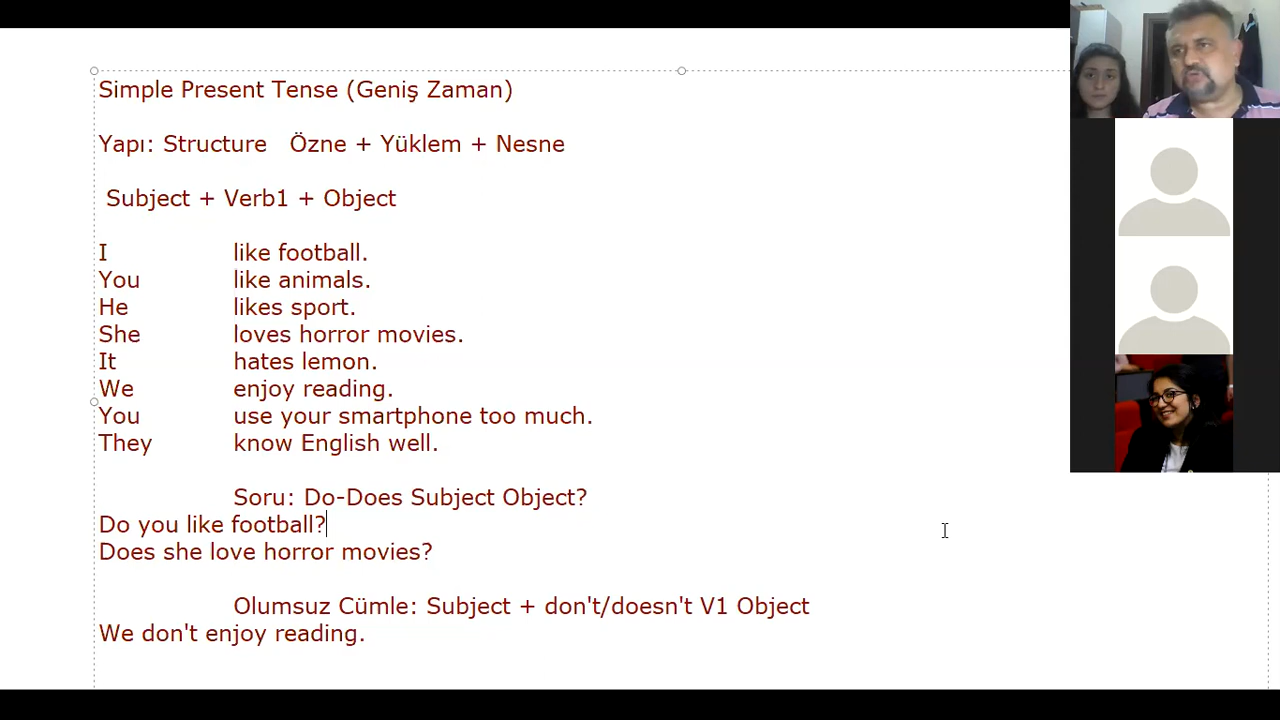 Simple Present Tense (Geniş Zaman)
Yapı: Structure Özne + Yüklem + Nesne
Subject + Verb1 + Object
I like football.
You like animals.
He likes sport.
She loves horror movies.
It hates lemon.
We enjoy reading.
You use your smartphone too much.
They know English well.
Soru: Do-Does Subject Object?
Do you like football?
Does she love horror movies?
Olumsuz Cümle: Subject + don't/doesn't V1 Object
We don't enjoy reading.